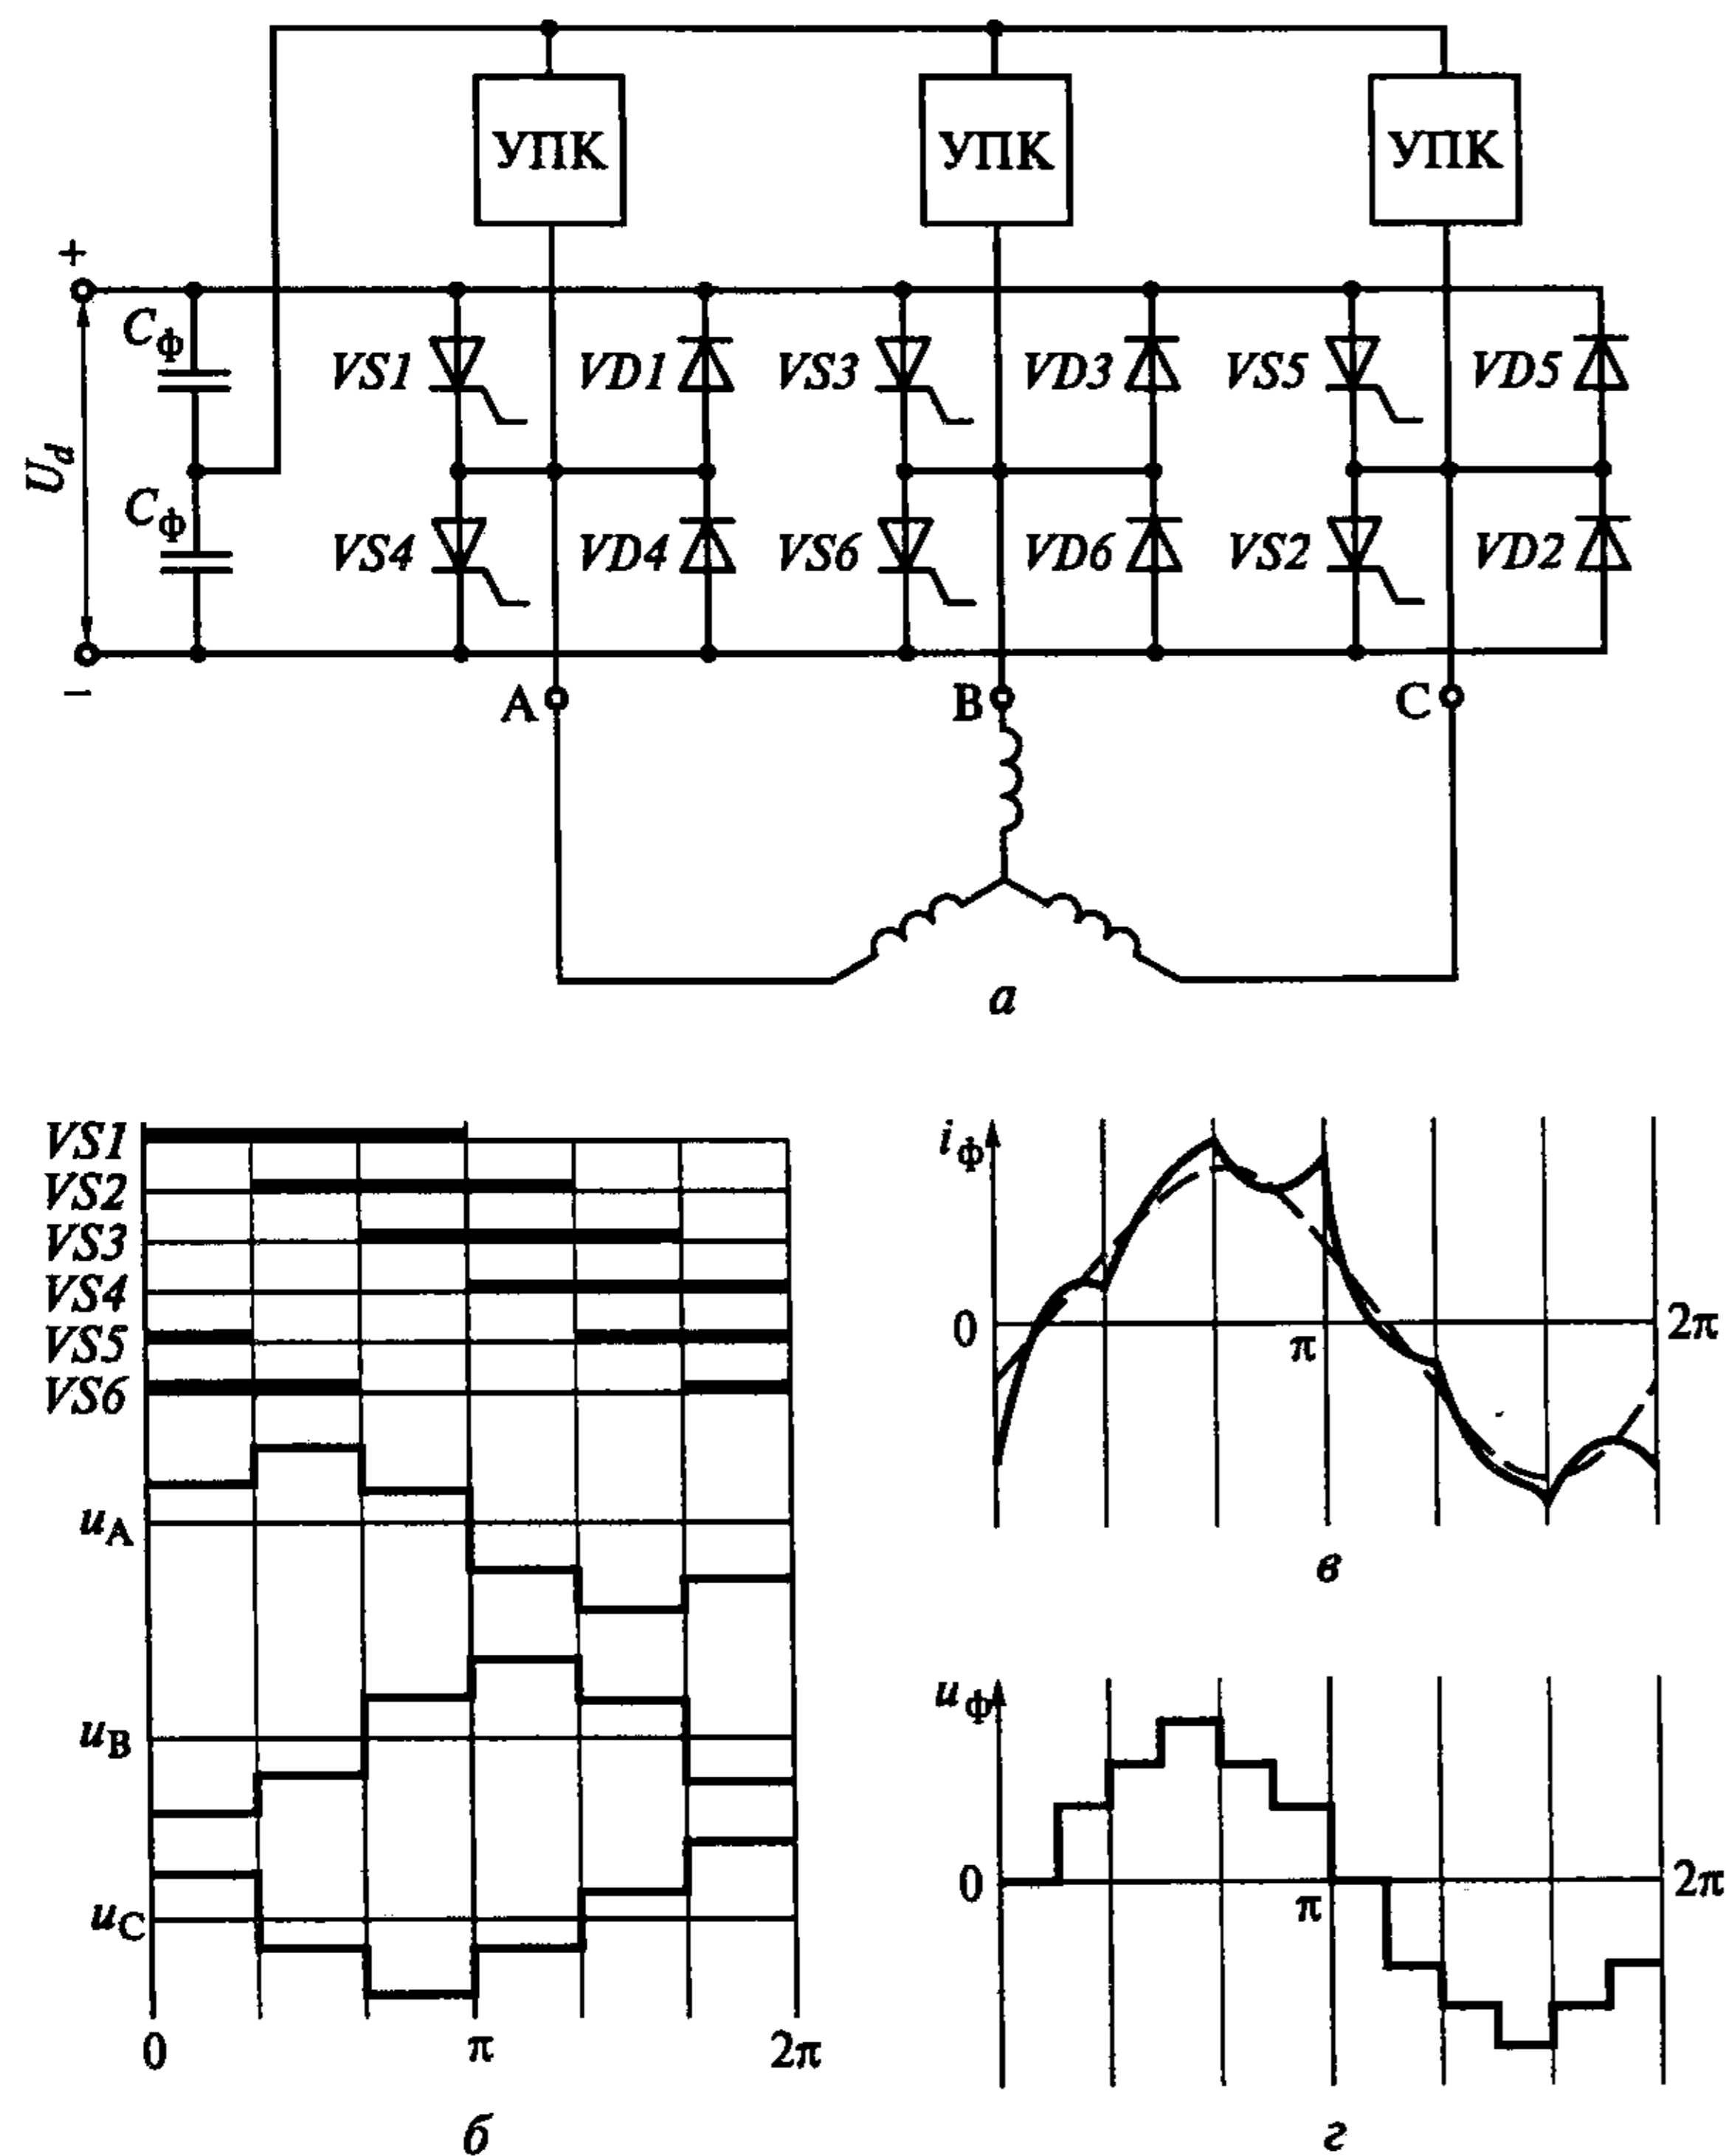 УПК УПК УПК
+
Cф
VS1 VD1 VS3 VD3 VS5 VD5
Ud
Cф
VS4 VD4 VS6 VD6 VS2 VD2
−
A B C
а
VS1
VS2
VS3
VS4
VS5
VS6
uA
uB
uC
0 π 2π
б
iф
0 π 2π
в
uф
0 π 2π
г